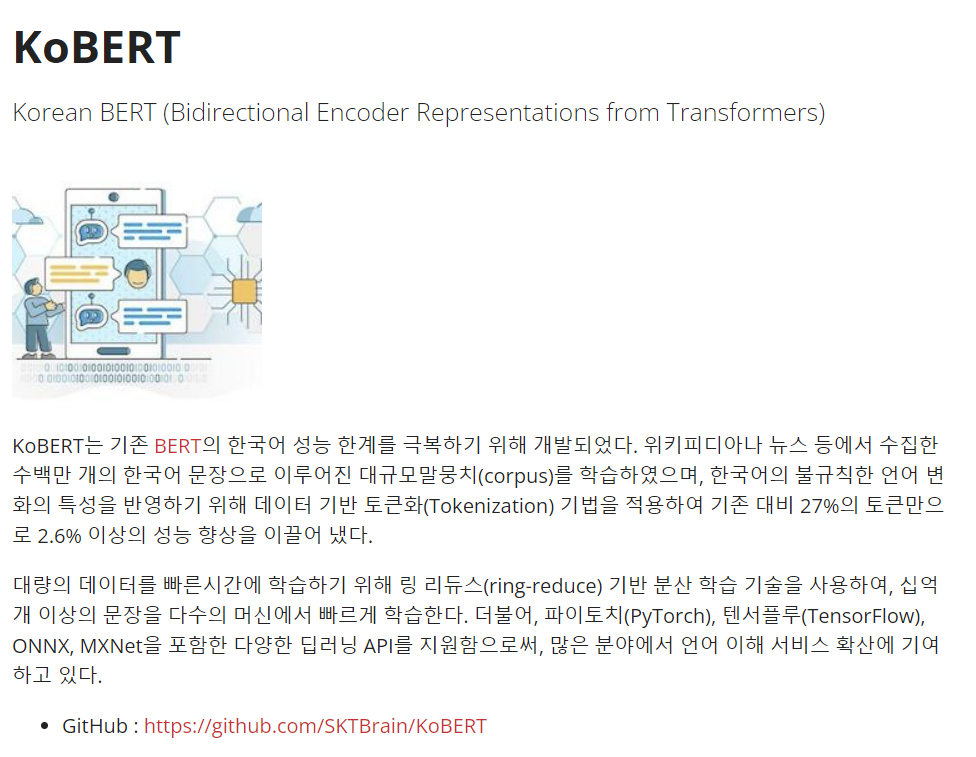 KoBERT
Korean BERT (Bidirectional Encoder Representations from Transformers)
KoBERT는 기존 BERT의 한국어 성능 한계를 극복하기 위해 개발되었다. 위키피디아나 뉴스 등에서 수집한
수백만 개의 한국어 문장으로 이루어진 대규모말뭉치(corpus)를 학습하였으며, 한국어의 불규칙한 언어 변
화의 특성을 반영하기 위해 데이터 기반 토큰화(Tokenization) 기법을 적용하여 기존 대비 27%의 토큰만으
로 2.6% 이상의 성능 향상을 이끌어 냈다.
대량의 데이터를 빠른시간에 학습하기 위해 링 리듀스(ring-reduce) 기반 분산 학습 기술을 사용하여, 십억
개 이상의 문장을 다수의 머신에서 빠르게 학습한다. 더불어, 파이토치(PyTorch), 텐서플루(TensorFlow),
ONNX, MXNet을 포함한 다양한 딥러닝 API를 지원함으로써, 많은 분야에서 언어 이해 서비스 확산에 기여
하고 있다.
• GitHub : https://github.com/SKTBrain/KoBERT